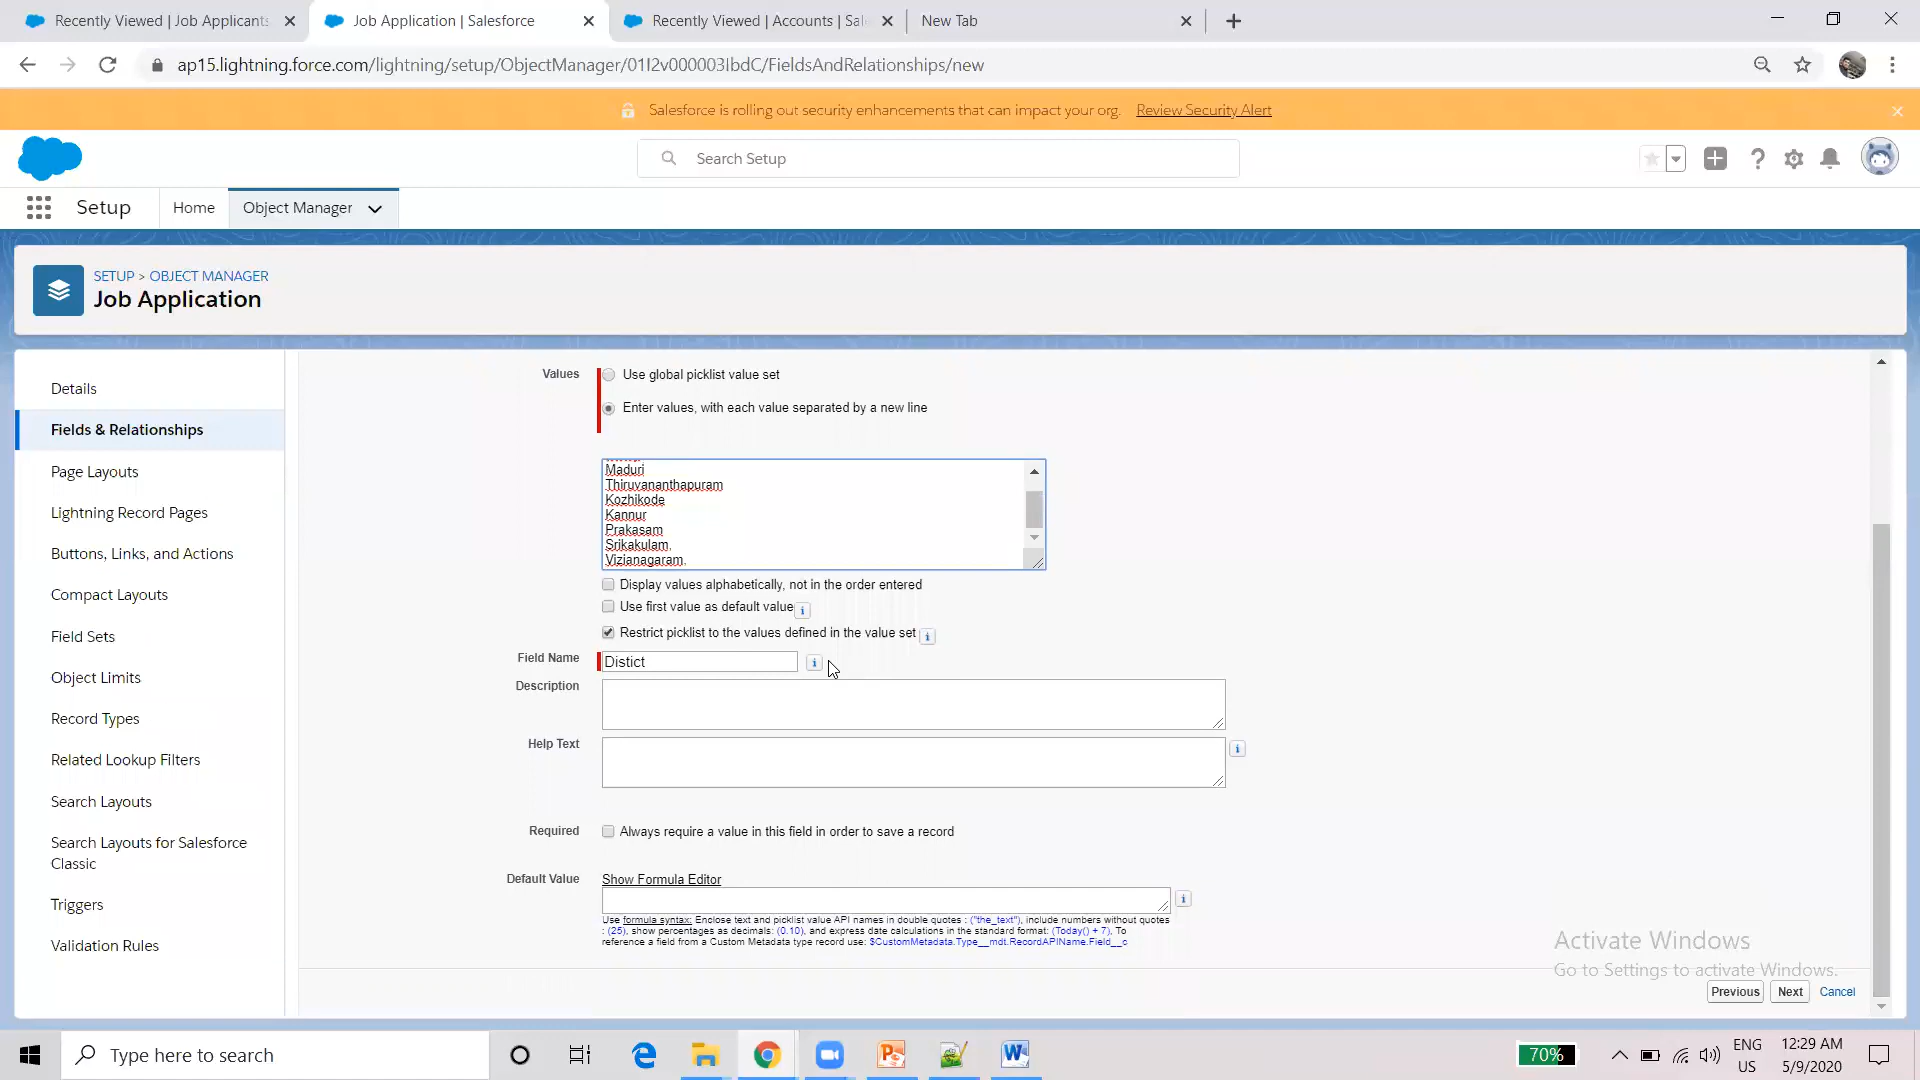 Recently Viewed | Job Applicants
Job Application | Salesforce
Recently Viewed | Accounts | Sal
New Tab
ap15.lightning.force.com/lightning/setup/ObjectManager/01I2v000003IbdC/FieldsAndRelationships/new
Salesforce is rolling out security enhancements that can impact your org. Review Security Alert
Search Setup
Setup
Home
Object Manager
SETUP > OBJECT MANAGER
Job Application
Details
Fields & Relationships
Page Layouts
Lightning Record Pages
Buttons, Links, and Actions
Compact Layouts
Field Sets
Object Limits
Record Types
Related Lookup Filters
Search Layouts
Search Layouts for Salesforce
Classic
Triggers
Validation Rules
Values
Use global picklist value set
Enter values, with each value separated by a new line
Maduri
Thiruvananthapuram
Kozhikode
Kannur
Prakasam
Srikakulam,
Vizianagaram,
Display values alphabetically, not in the order entered
Use first value as default value
Restrict picklist to the values defined in the value set
Field Name
Distict
Description
Help Text
Required
Always require a value in this field in order to save a record
Default Value
Show Formula Editor
Use formula syntax: Enclose text and picklist value API names in double quotes : ("the_text"), include numbers without quotes
: (25), show percentages as decimals: (0.10), and express date calculations in the standard format: (Today() + 7), To
reference a field from a Custom Metadata type record use: $CustomMetadata.Type__mdt.RecordAPIName.Field__c
Activate Windows
Go to Settings to activate Windows.
Previous
Next
Cancel
Type here to search
70%
ENG
US
12:29 AM
5/9/2020